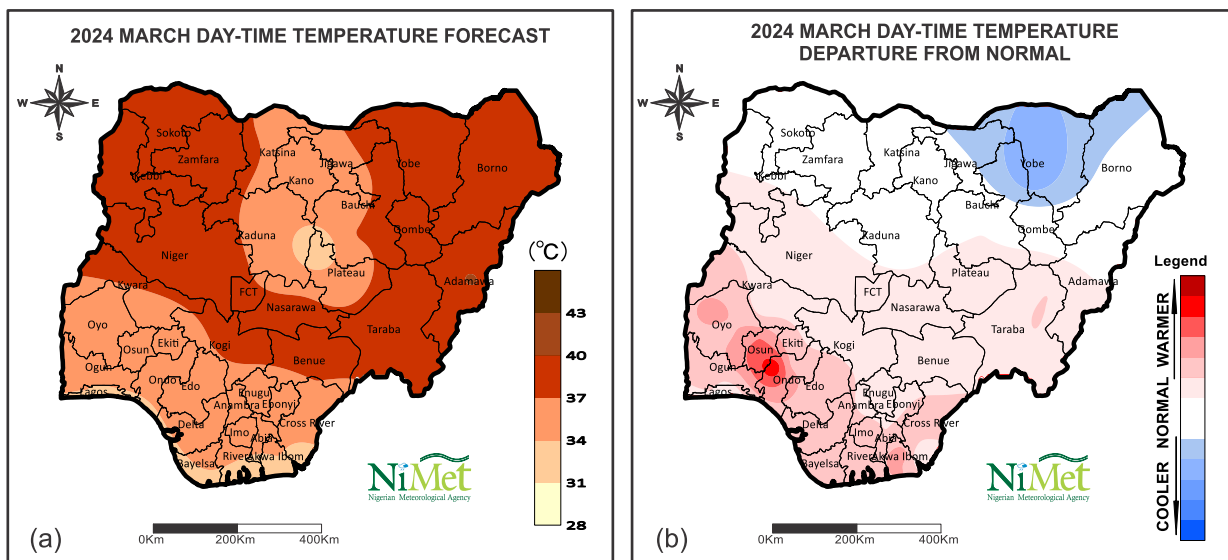 2024 MARCH DAY-TIME TEMPERATURE FORECAST
N
W E
S
Sokoto
Katsina
Zamfara
Jigawa
Yobe
Borno
Kebbi
Kano
Bauchi
Gombe
Kaduna
Niger
Plateau
Adamawa
Kwara
FCT
Nasarawa
Oyo
Taraba
Osun
Ekiti
Kogi
Benue
Ogun
Ondo
Edo
Lagos
Enugu
Anambra
Ebonyi
Delta
Cross River
Imo
Abia
Bayelsa
Rivers
Akwa Ibom
(°C)
43
40
37
34
31
28
NiMet
Nigerian Meteorological Agency
(a)
0Km 200Km 400Km
2024 MARCH DAY-TIME TEMPERATURE
DEPARTURE FROM NORMAL
N
W E
S
Sokoto
Katsina
Zamfara
Jigawa
Yobe
Borno
Kebbi
Kano
Bauchi
Gombe
Kaduna
Niger
Plateau
Adamawa
Kwara
FCT
Nasarawa
Oyo
Taraba
Osun
Ekiti
Kogi
Benue
Ogun
Ondo
Edo
Lagos
Enugu
Anambra
Ebonyi
Delta
Cross River
Imo
Abia
Bayelsa
Rivers
Akwa Ibom
Legend
COOLER NORMAL WARMER
NiMet
Nigerian Meteorological Agency
(b)
0Km 200Km 400Km